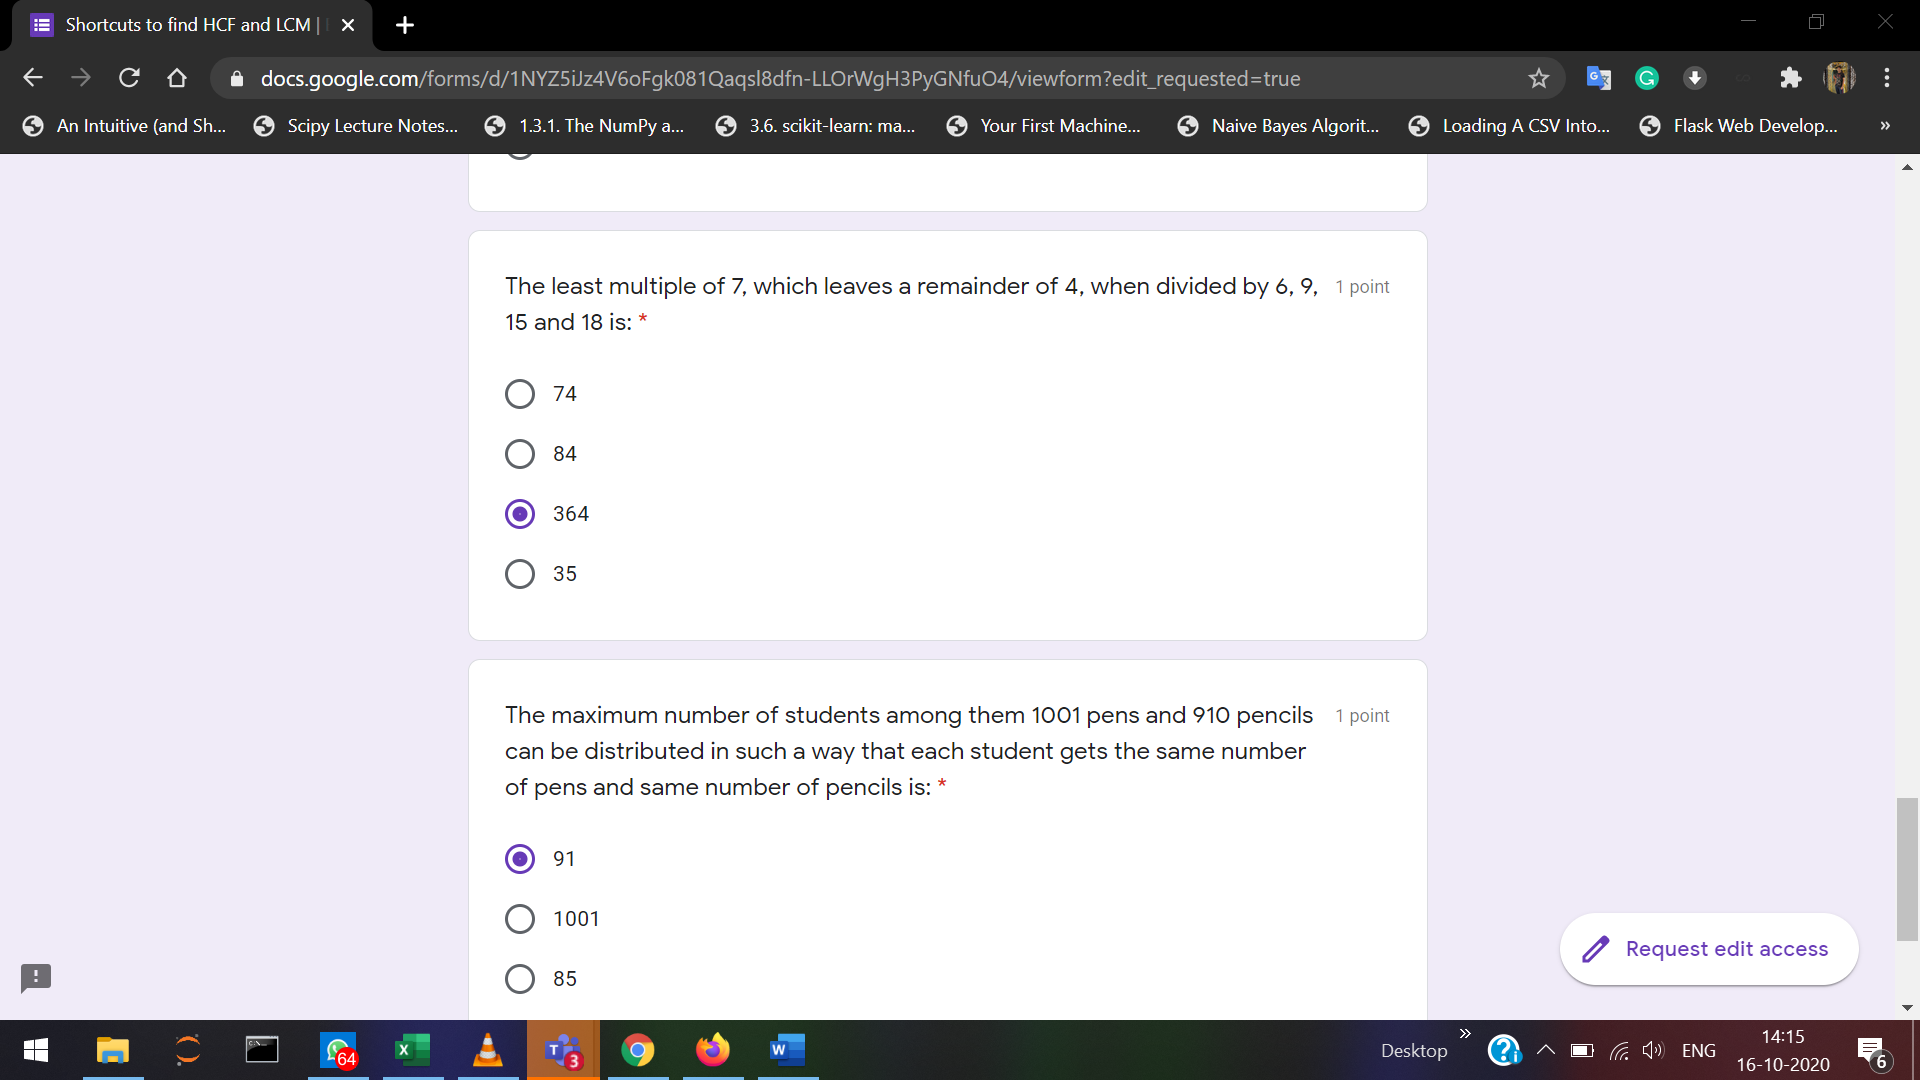 Shortcuts to find HCF and LCM |
docs.google.com/forms/d/1NYZ5iJz4V6oFgk081Qaqsl8dfn-LLOrWgH3PyGNfuO4/viewform?edit_requested=true
An Intuitive (and Sh... Scipy Lecture Notes... 1.3.1. The NumPy a... 3.6. scikit-learn: ma... Your First Machine... Naive Bayes Algorit... Loading A CSV Into... Flask Web Develop... »
The least multiple of 7, which leaves a remainder of 4, when divided by 6, 9, 1 point
15 and 18 is: *
74
84
364
35
The maximum number of students among them 1001 pens and 910 pencils 1 point
can be distributed in such a way that each student gets the same number
of pens and same number of pencils is: *
91
1001
85
Request edit access
64
3
Desktop » ENG
14:15
16-10-2020
6